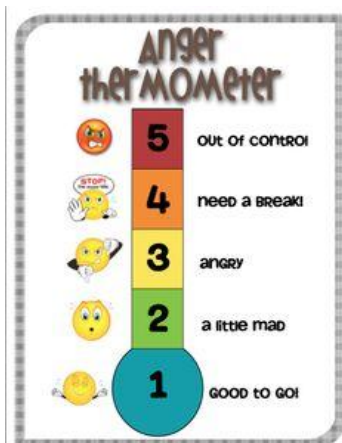 Anger
thermometer
5 out of control
STOP!
4 need a break!
3 angry
2 a little mad
1 good to go!